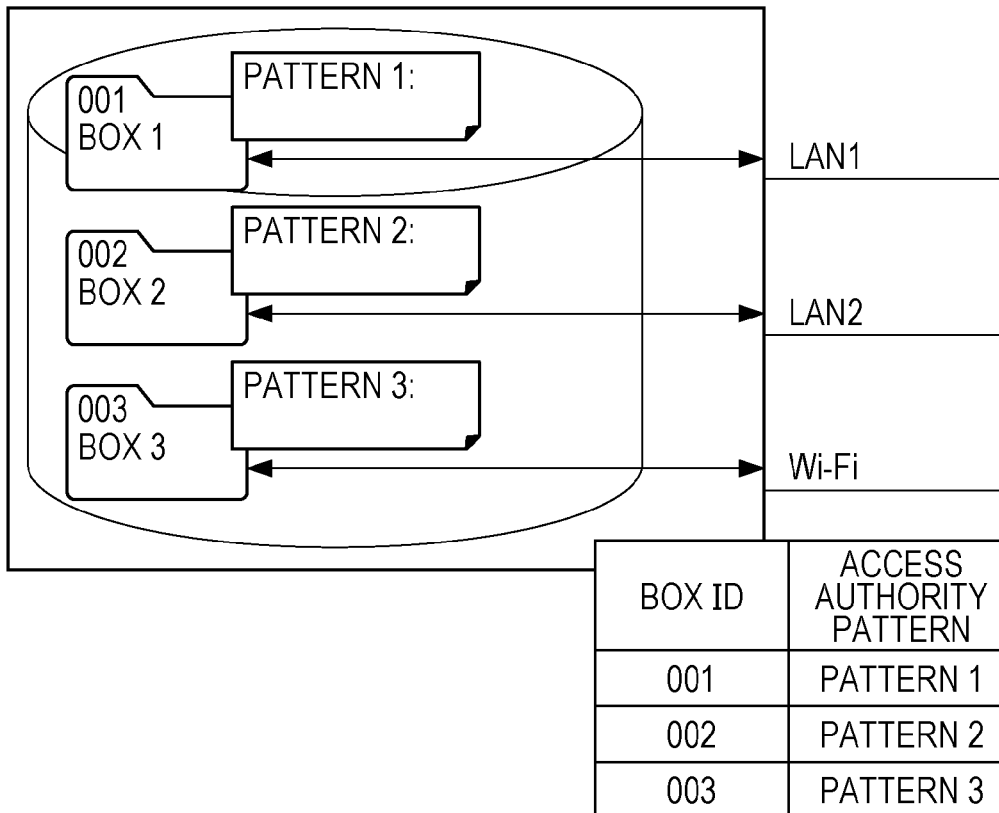 001
BOX 1
PATTERN 1:
LAN1
002
BOX 2
PATTERN 2:
LAN2
003
BOX 3
PATTERN 3:
Wi-Fi
BOX ID
ACCESS
AUTHORITY
PATTERN
001 PATTERN 1
002 PATTERN 2
003 PATTERN 3